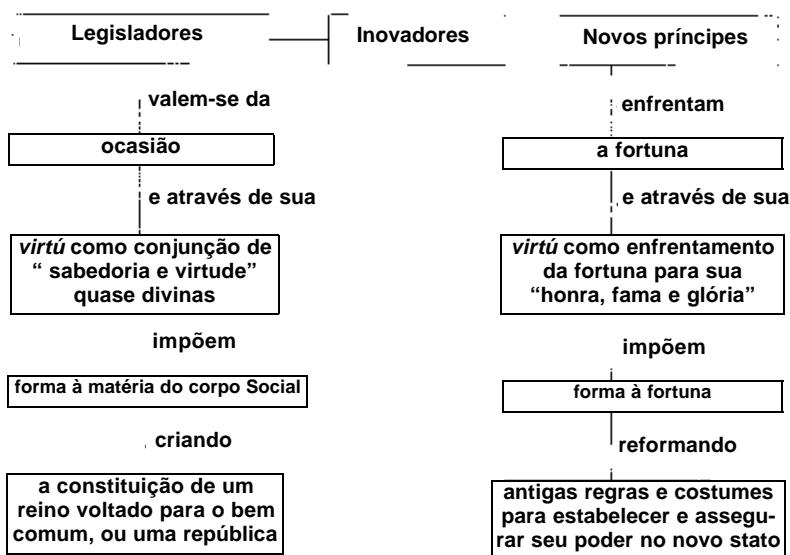 Legisladores
Inovadores
Novos príncipes
valem-se da
ocasião
e através de sua
virtú como conjunção de
“ sabedoria e virtude”
quase divinas
impõem
forma à matéria do corpo Social
criando
a constituição de um
reino voltado para o bem
comum, ou uma república
enfrentam
a fortuna
e através de sua
virtú como enfrentamento
da fortuna para sua
“honra, fama e glória”
impõem
forma à fortuna
reformando
antigas regras e costumes
para estabelecer e assegu-
rar seu poder no novo stato